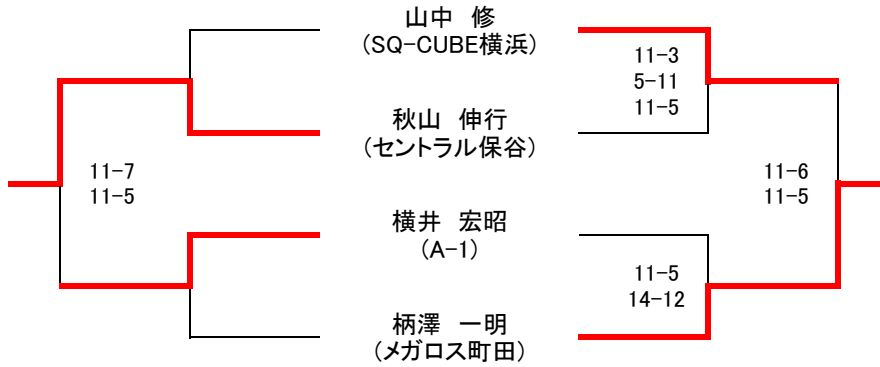 山中 修
(SQ-CUBE横浜)
11-3
5-11
11-5
秋山 伸行
(セントラル保谷)
11-7
11-5
11-6
11-5
横井 宏昭
(A-1)
11-5
14-12
柄澤 一明
(メガロス町田)